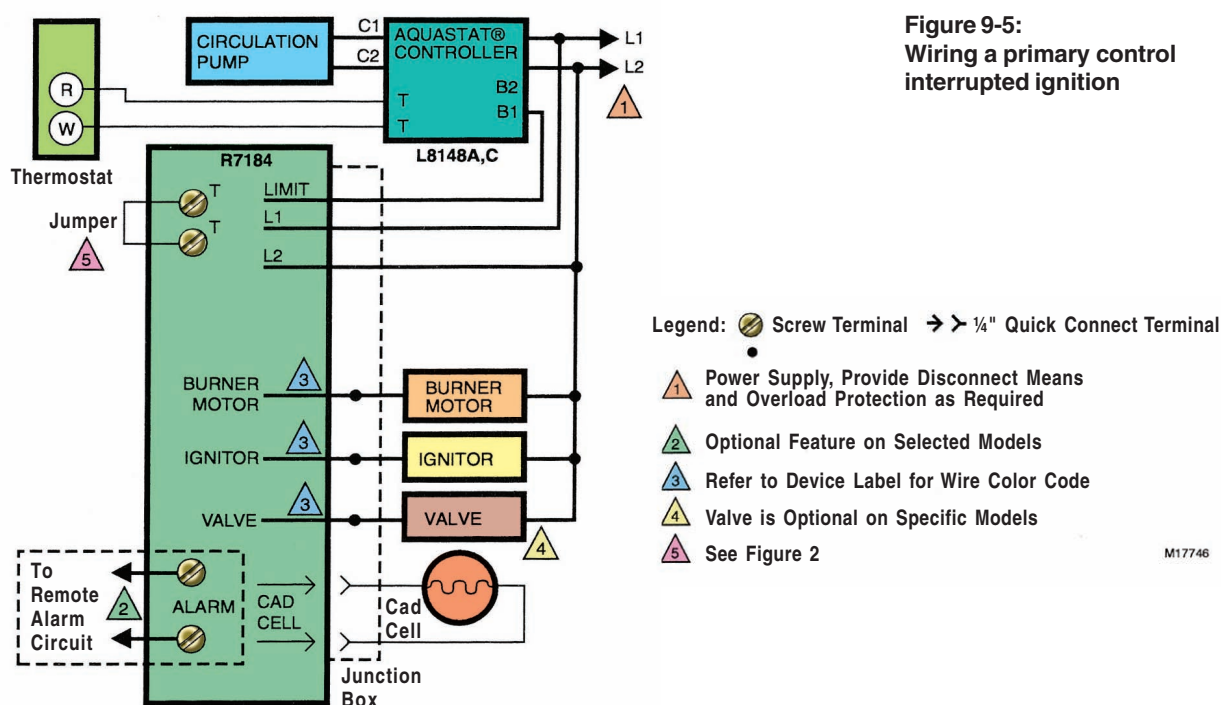 Figure 9-5:
Wiring a primary control
interrupted ignition
CIRCULATION
PUMP
C1
C2
AQUASTAT®
CONTROLLER
L1
L2
B2
B1
T
T
1
L8148A,C
R
W
Thermostat
R7184
T
T
Jumper
5
LIMIT
L1
L2
BURNER
MOTOR
3
BURNER
MOTOR
IGNITOR
3
IGNITOR
VALVE
3
VALVE
4
To
Remote
Alarm
Circuit
2
ALARM
CAD
CELL
Cad
Cell
Junction
Box
Legend: Screw Terminal ¼" Quick Connect Terminal
1 Power Supply, Provide Disconnect Means
and Overload Protection as Required
2 Optional Feature on Selected Models
3 Refer to Device Label for Wire Color Code
4 Valve is Optional on Specific Models
5 See Figure 2
M17746